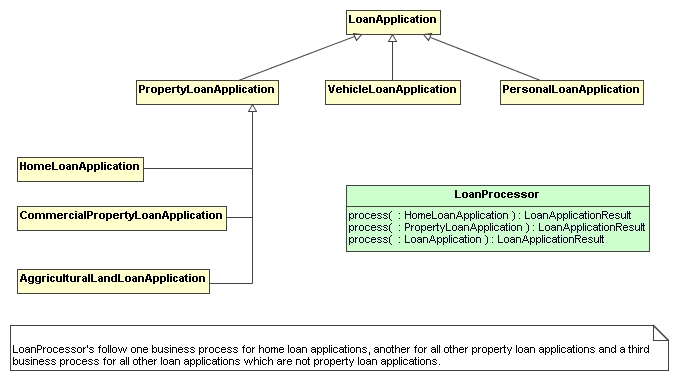 LoanApplication
PropertyLoanApplication
VehicleLoanApplication
PersonalLoanApplication
HomeLoanApplication
CommercialPropertyLoanApplication
AggriculturalLandLoanApplication
LoanProcessor
process( : HomeLoanApplication ) : LoanApplicationResult
process( : PropertyLoanApplication ) : LoanApplicationResult
process( : LoanApplication ) : LoanApplicationResult
LoanProcessor's follow one business process for home loan applications, another for all other property loan applications and a third
business process for all other loan applications which are not property loan applications.